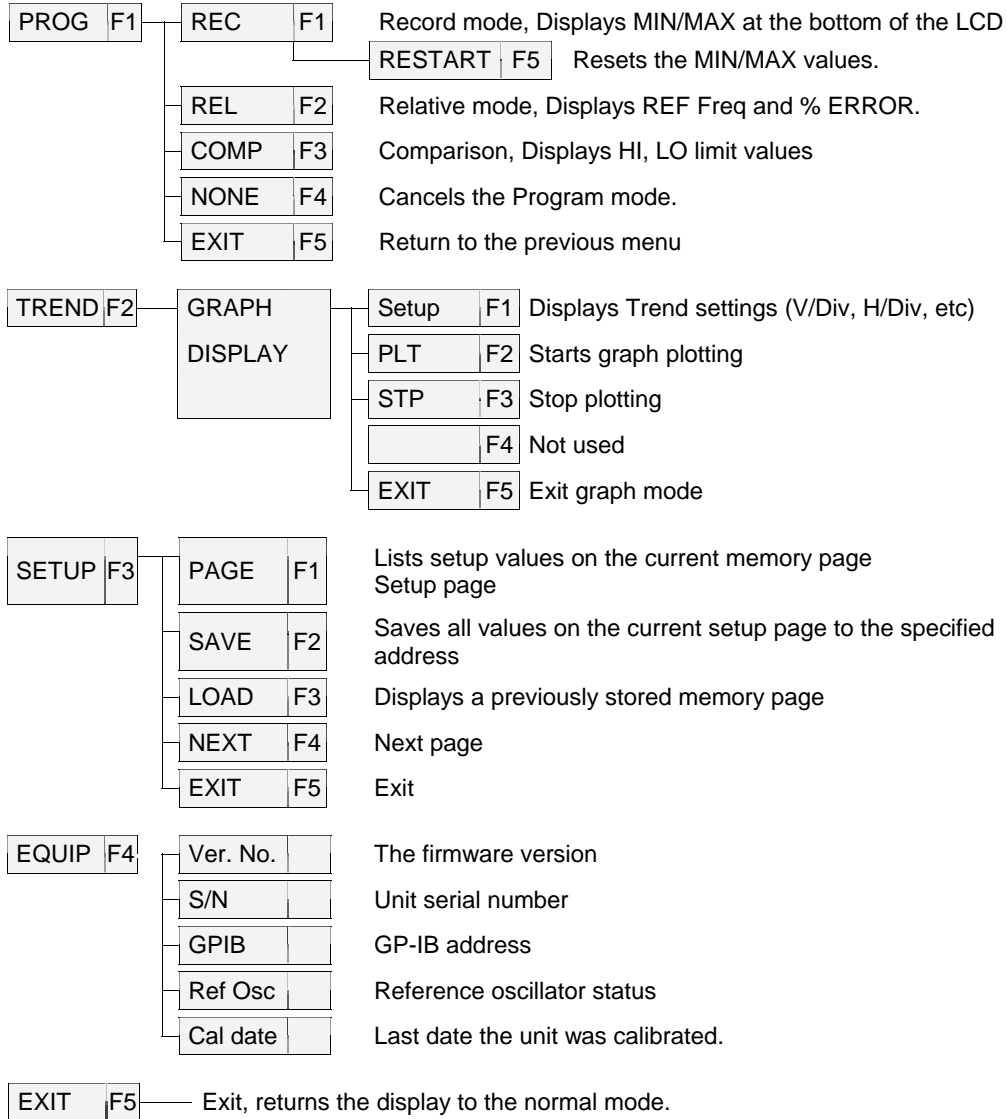 PROG F1 REC F1 Record mode, Displays MIN/MAX at the bottom of the LCD
RESTART F5 Resets the MIN/MAX values.
REL F2 Relative mode, Displays REF Freq and % ERROR.
COMP F3 Comparison, Displays HI, LO limit values
NONE F4 Cancels the Program mode.
EXIT F5 Return to the previous menu
TREND F2 GRAPH Setup F1 Displays Trend settings (V/Div, H/Div, etc)
DISPLAY PLT F2 Starts graph plotting
STP F3 Stop plotting
F4 Not used
EXIT F5 Exit graph mode
SETUP F3 PAGE F1 Lists setup values on the current memory page
Setup page
SAVE F2 Saves all values on the current setup page to the specified
address
LOAD F3 Displays a previously stored memory page
NEXT F4 Next page
EXIT F5 Exit
EQUIP F4 Ver. No. The firmware version
S/N Unit serial number
GPIB GP-IB address
Ref Osc Reference oscillator status
Cal date Last date the unit was calibrated.
EXIT F5 Exit, returns the display to the normal mode.